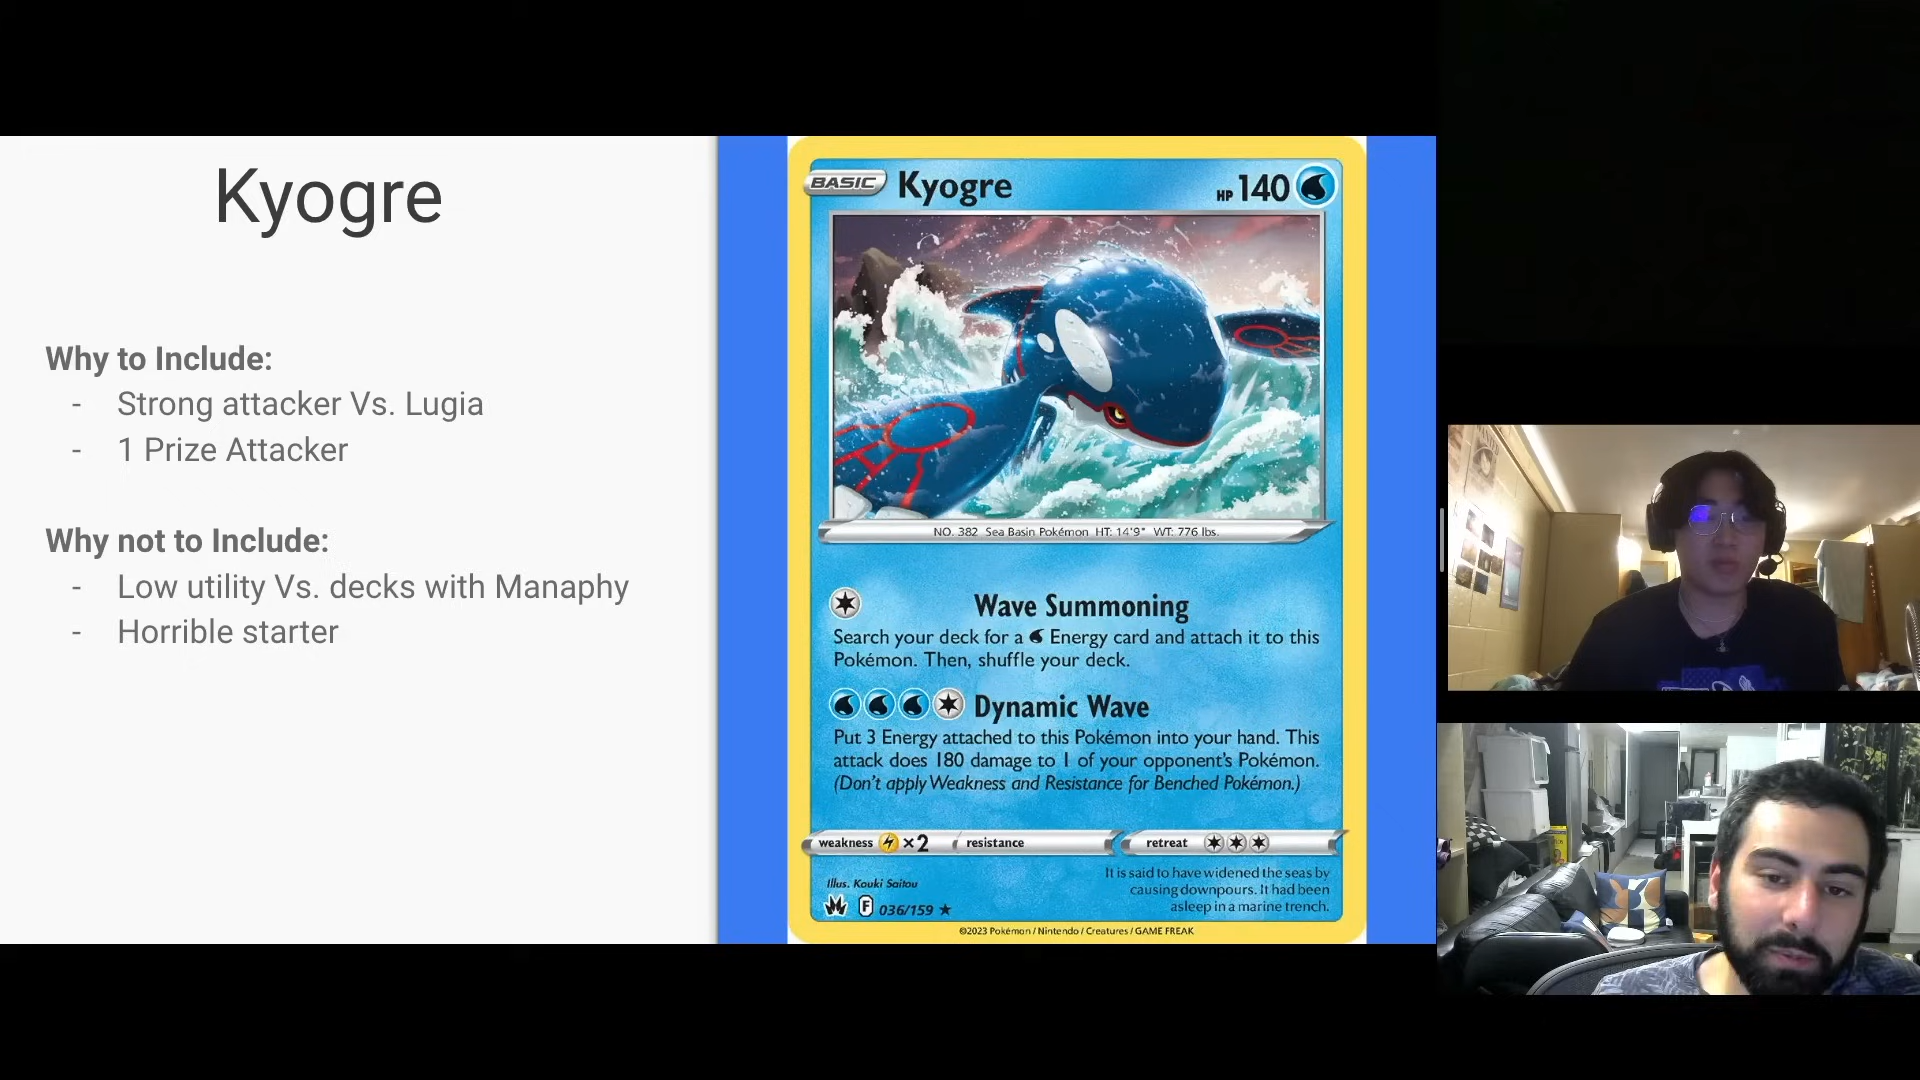 Kyogre
Why to Include:
- Strong attacker Vs. Lugia
- 1 Prize Attacker
Why not to Include:
- Low utility Vs. decks with Manaphy
- Horrible starter
BASIC Kyogre HP 140
NO. 382 Sea Basin Pokémon HT: 14'9" WT: 776 lbs.
Wave Summoning
Search your deck for a Energy card and attach it to this
Pokémon. Then, shuffle your deck.
Dynamic Wave
Put 3 Energy attached to this Pokémon into your hand. This
attack does 180 damage to 1 of your opponent's Pokémon.
(Don't apply Weakness and Resistance for Benched Pokémon.)
weakness ×2 resistance retreat
Illus. Kouki Saitou
F 036/159 ★
It is said to have widened the seas by
causing downpours. It had been
asleep in a marine trench.
©2023 Pokémon / Nintendo / Creatures / GAME FREAK